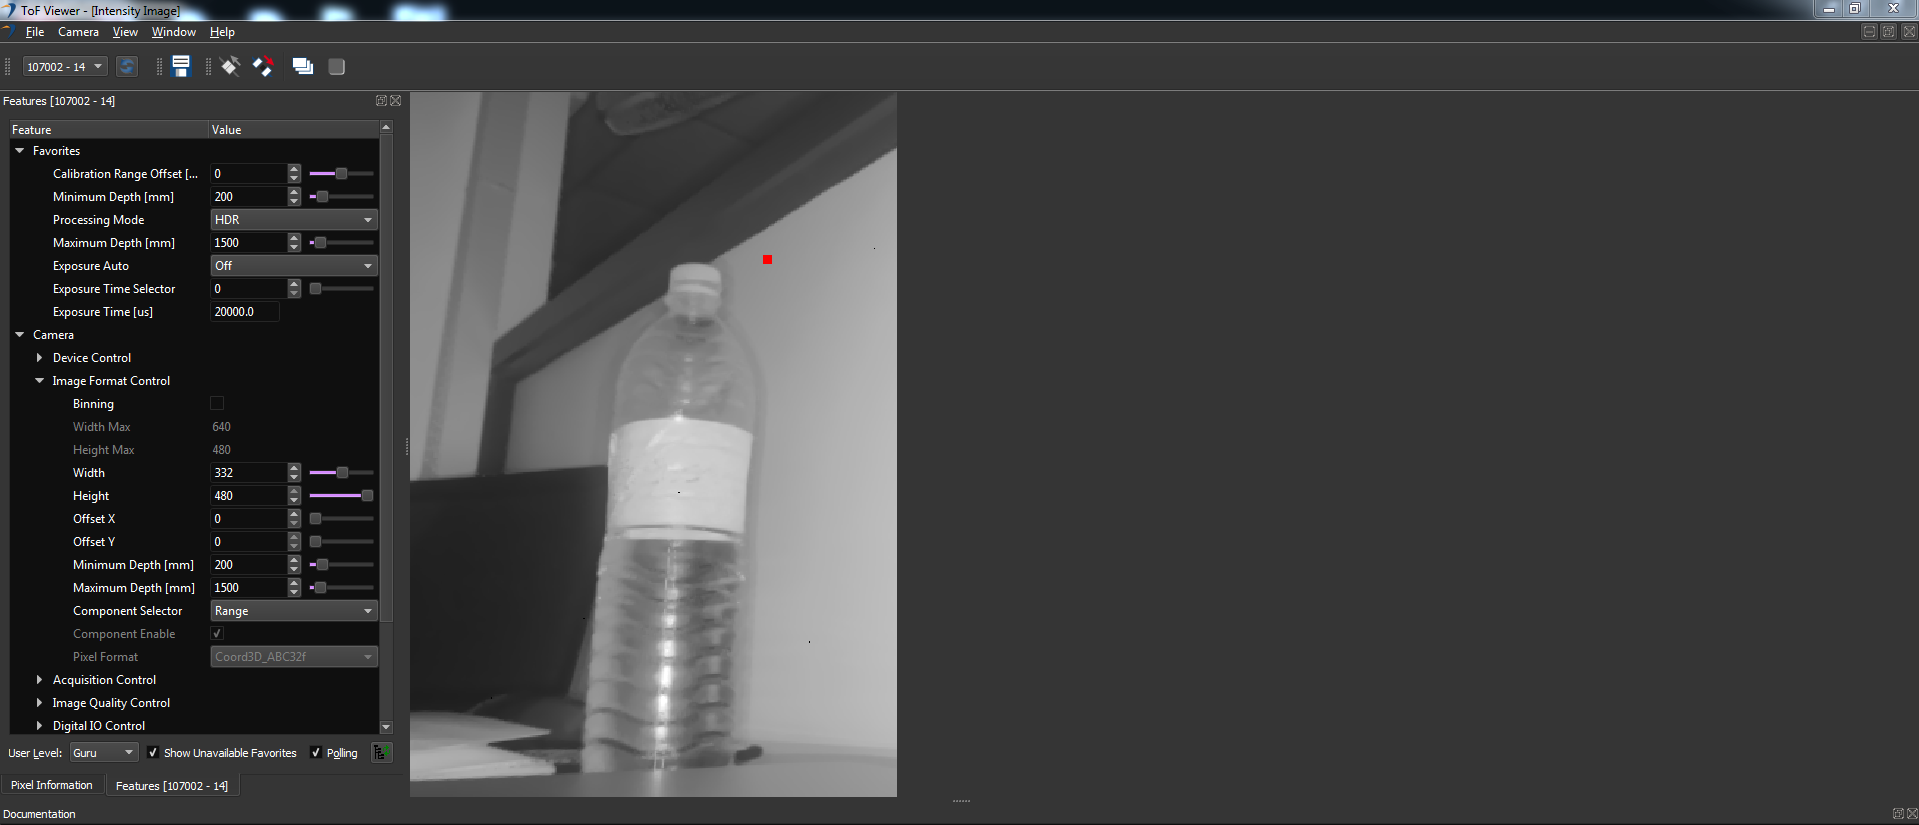 ToF Viewer - [Intensity Image]
File Camera View Window Help
107002 - 14
Features [107002 - 14]
Feature Value
Favorites
Calibration Range Offset [... 0
Minimum Depth [mm] 200
Processing Mode HDR
Maximum Depth [mm] 1500
Exposure Auto Off
Exposure Time Selector 0
Exposure Time [us] 20000.0
Camera
Device Control
Image Format Control
Binning
Width Max 640
Height Max 480
Width 332
Height 480
Offset X 0
Offset Y 0
Minimum Depth [mm] 200
Maximum Depth [mm] 1500
Component Selector Range
Component Enable
Pixel Format Coord3D_ABC32f
Acquisition Control
Image Quality Control
Digital IO Control
User Level: Guru Show Unavailable Favorites Polling
Pixel Information Features [107002 - 14]
Documentation